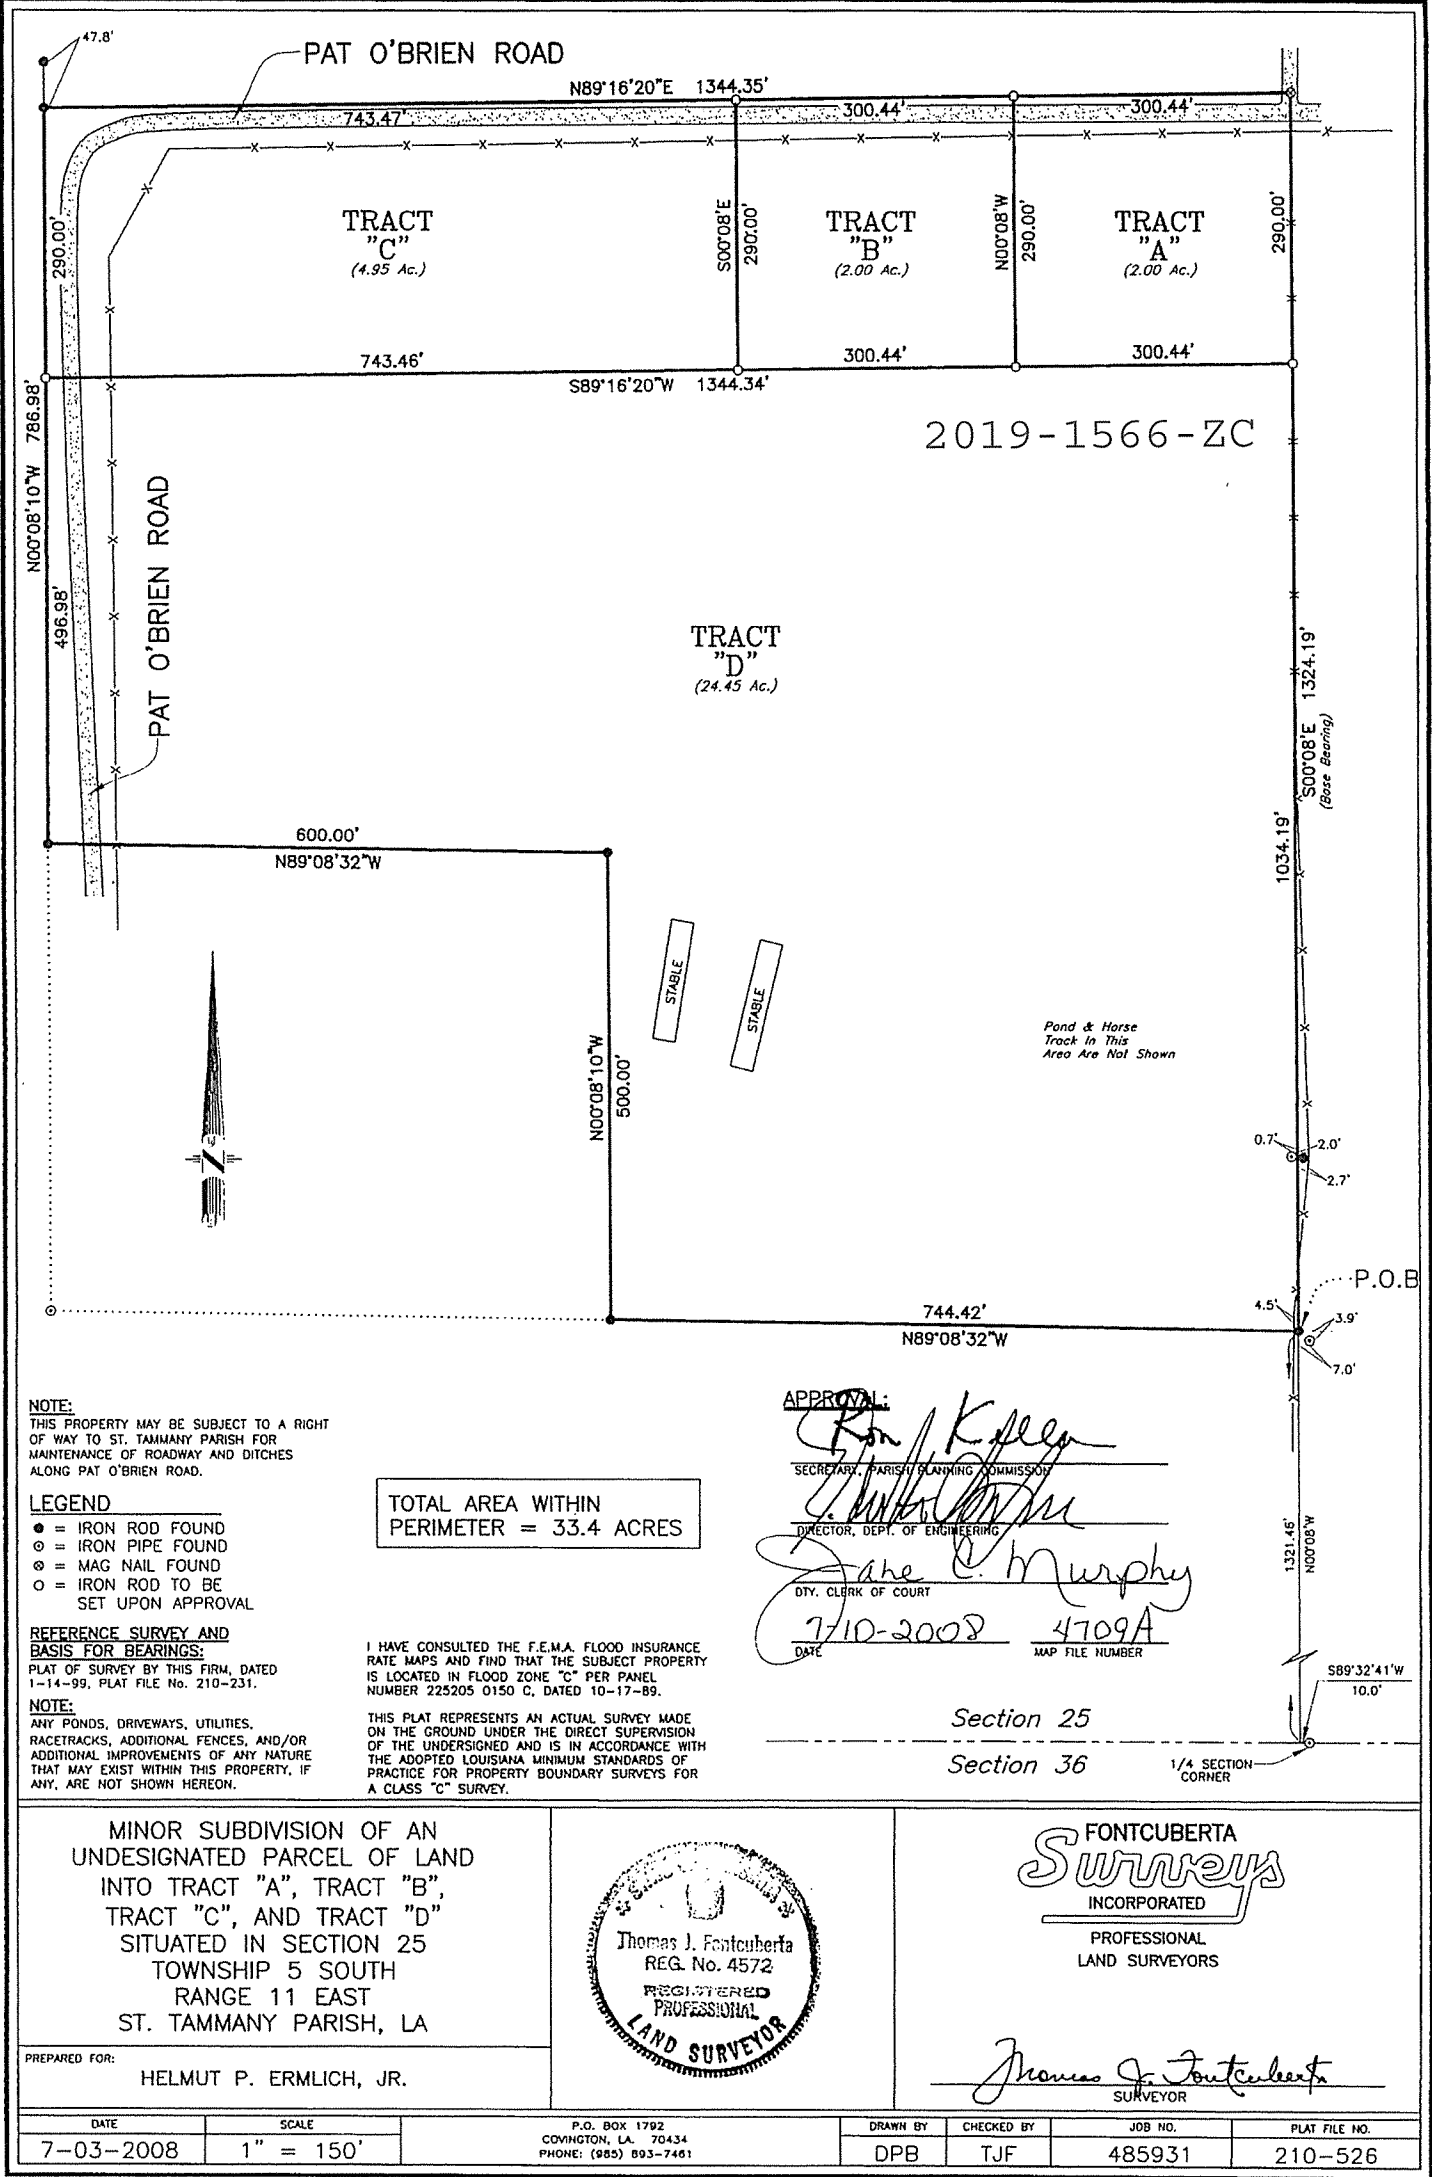 47.8'
PAT O'BRIEN ROAD
N89°16'20"E 1344.35'
743.47'
300.44'
300.44'
290.00'
TRACT
"C"
(4.95 Ac.)
S00°08'E
290.00'
TRACT
"B"
(2.00 Ac.)
N00°08'W
290.00'
TRACT
"A"
(2.00 Ac.)
290.00'
743.46'
300.44'
300.44'
S89°16'20"W 1344.34'
2019-1566-ZC
N00°08'10"W 786.98'
496.98'
PAT O'BRIEN ROAD
TRACT
"D"
(24.45 Ac.)
S00°08'E 1324.19'
(Base Bearing)
1034.19'
600.00'
N89°08'32"W
STABLE
STABLE
N00°08'10"W
500.00'
Pond & Horse
Track In This
Area Are Not Shown
0.7'
2.0'
2.7'
P.O.B
4.5'
3.9'
7.0'
744.42'
N89°08'32"W
NOTE:
THIS PROPERTY MAY BE SUBJECT TO A RIGHT
OF WAY TO ST. TAMMANY PARISH FOR
MAINTENANCE OF ROADWAY AND DITCHES
ALONG PAT O'BRIEN ROAD.
LEGEND
● = IRON ROD FOUND
⊙ = IRON PIPE FOUND
⊗ = MAG NAIL FOUND
○ = IRON ROD TO BE
SET UPON APPROVAL
REFERENCE SURVEY AND
BASIS FOR BEARINGS:
PLAT OF SURVEY BY THIS FIRM, DATED
1-14-99, PLAT FILE No. 210-231.
NOTE:
ANY PONDS, DRIVEWAYS, UTILITIES,
RACETRACKS, ADDITIONAL FENCES, AND/OR
ADDITIONAL IMPROVEMENTS OF ANY NATURE
THAT MAY EXIST WITHIN THIS PROPERTY, IF
ANY, ARE NOT SHOWN HEREON.
TOTAL AREA WITHIN
PERIMETER = 33.4 ACRES
I HAVE CONSULTED THE F.E.M.A. FLOOD INSURANCE
RATE MAPS AND FIND THAT THE SUBJECT PROPERTY
IS LOCATED IN FLOOD ZONE "C" PER PANEL
NUMBER 225205 0150 C, DATED 10-17-89.
THIS PLAT REPRESENTS AN ACTUAL SURVEY MADE
ON THE GROUND UNDER THE DIRECT SUPERVISION
OF THE UNDERSIGNED AND IS IN ACCORDANCE WITH
THE ADOPTED LOUISIANA MINIMUM STANDARDS OF
PRACTICE FOR PROPERTY BOUNDARY SURVEYS FOR
A CLASS "C" SURVEY.
APPROVAL:
Ron Keller
SECRETARY, PARISH PLANNING COMMISSION
DIRECTOR, DEPT. OF ENGINEERING
Jane C. Murphy
DTY. CLERK OF COURT
7-10-2008 4709A
DATE MAP FILE NUMBER
1321.46'
N00°08'W
S89°32'41"W
10.0'
Section 25
Section 36
1/4 SECTION
CORNER
MINOR SUBDIVISION OF AN
UNDESIGNATED PARCEL OF LAND
INTO TRACT "A", TRACT "B",
TRACT "C", AND TRACT "D"
SITUATED IN SECTION 25
TOWNSHIP 5 SOUTH
RANGE 11 EAST
ST. TAMMANY PARISH, LA
PREPARED FOR:
HELMUT P. ERMLICH, JR.
Thomas J. Fontcuberta
REG. No. 4572
REGISTERED
PROFESSIONAL
LAND SURVEYOR
FONTCUBERTA
Surveys
INCORPORATED
PROFESSIONAL
LAND SURVEYORS
Thomas J. Fontcuberta
SURVEYOR
DATE
7-03-2008
SCALE
1" = 150'
P.O. BOX 1792
COVINGTON, LA. 70434
PHONE: (985) 893-7461
DRAWN BY
DPB
CHECKED BY
TJF
JOB NO.
485931
PLAT FILE NO.
210-526